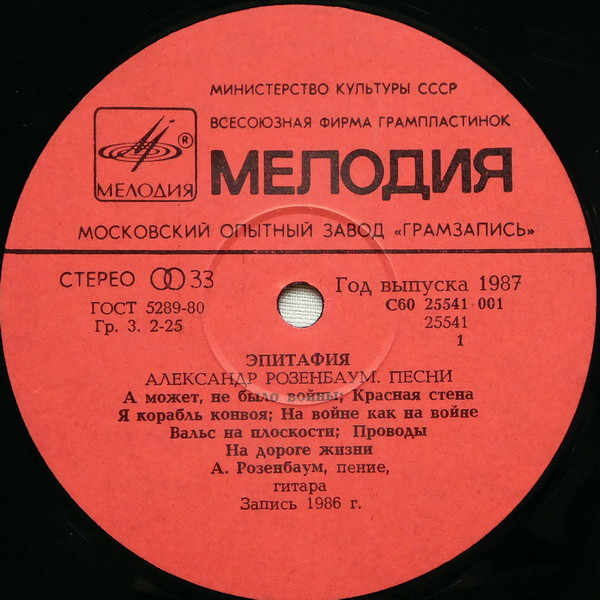 МИНИСТЕРСТВО КУЛЬТУРЫ СССР
ВСЕСОЮЗНАЯ ФИРМА ГРАМПЛАСТИНОК
®
МЕЛОДИЯ
МЕЛОДИЯ
МОСКОВСКИЙ ОПЫТНЫЙ ЗАВОД «ГРАМЗАПИСЬ»
СТЕРЕО 33
Год выпуска 1987
ГОСТ 5289-80
С60 25541 001
Гр. 3. 2-25
25541
1
ЭПИТАФИЯ
АЛЕКСАНДР РОЗЕНБАУМ. ПЕСНИ
А может, не было войны; Красная стена
Я корабль конвоя; На войне как на войне
Вальс на плоскости; Проводы
На дороге жизни
А. Розенбаум, пение,
гитара
Запись 1986 г.